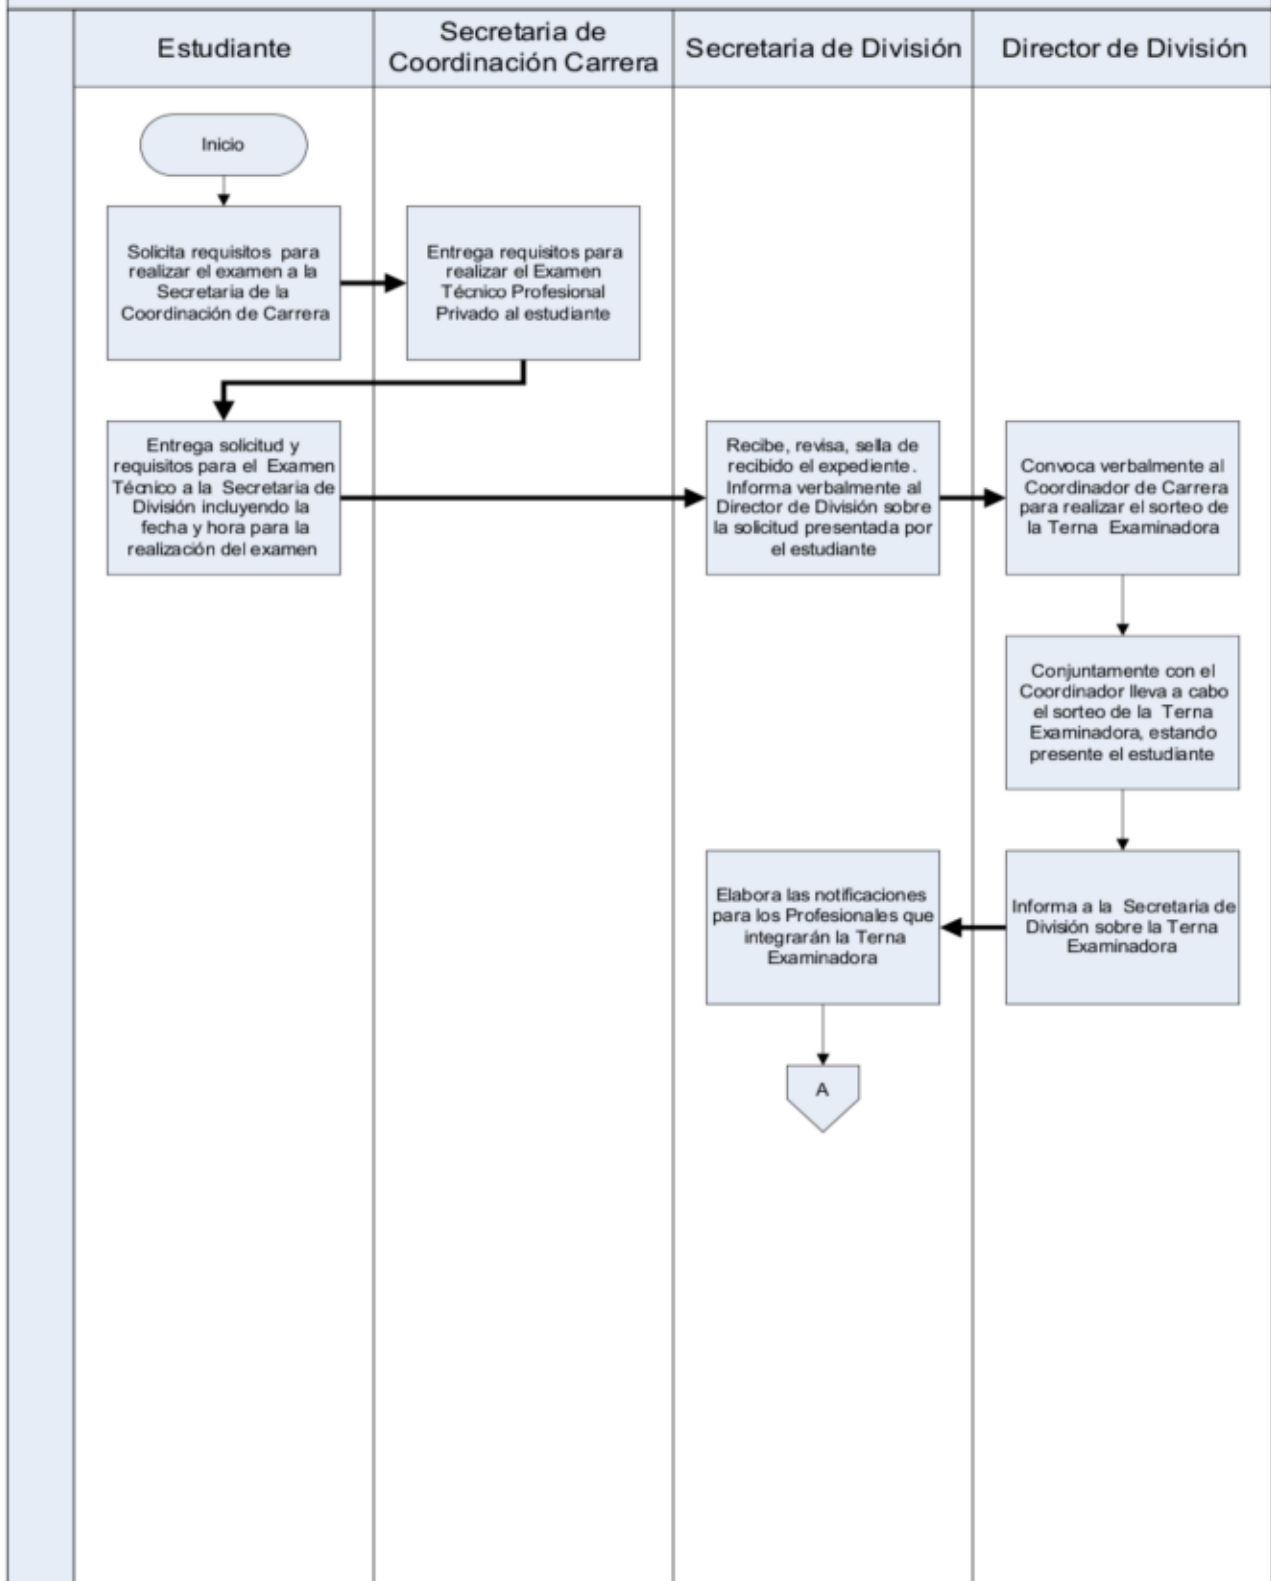 Estudiante
Secretaria de
Coordinación Carrera
Secretaria de División
Director de División
Inicio
Solicita requisitos para
realizar el examen a la
Secretaria de la
Coordinación de Carrera
Entrega requisitos para
realizar el Examen
Técnico Profesional
Privado al estudiante
Entrega solicitud y
requisitos para el Examen
Técnico a la Secretaria de
División incluyendo la
fecha y hora para la
realización del examen
Recibe, revisa, sella de
recibido el expediente.
Informa verbalmente al
Director de División sobre
la solicitud presentada por
el estudiante
Convoca verbalmente al
Coordinador de Carrera
para realizar el sorteo de
la Terna Examinadora
Conjuntamente con el
Coordinador lleva a cabo
el sorteo de la Terna
Examinadora, estando
presente el estudiante
Informa a la Secretaria de
División sobre la Terna
Examinadora
Elabora las notificaciones
para los Profesionales que
integrarán la Terna
Examinadora
A